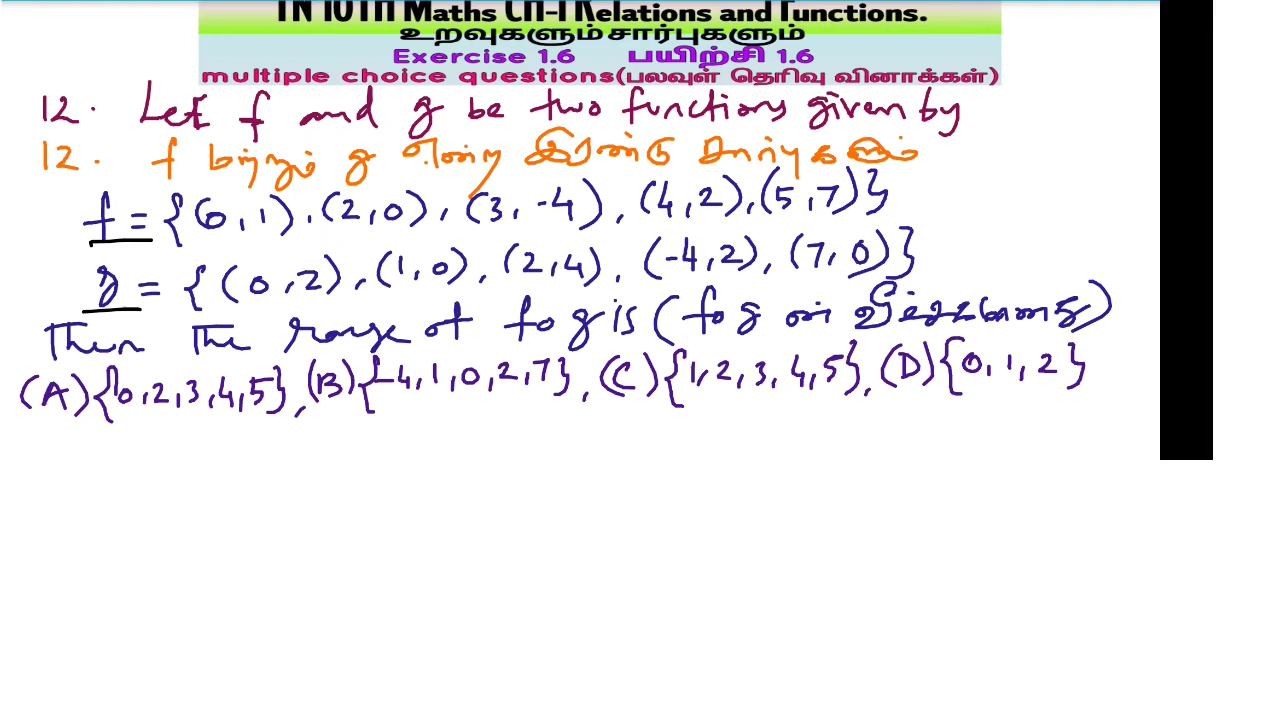 TN 10TH Maths CH-1 Relations and Functions.
உறவுகளும் சார்புகளும்
Exercise 1.6 பயிற்சி 1.6
multiple choice questions(பலவுள் தெரிவு வினாக்கள்)
12. Let f and g be two functions given by
12. f மற்றும் g என்ற இரண்டு சார்புகளும்
f = {(0,1), (2,0), (3,-4), (4,2), (5,7)}
g = {(0,2), (1,0), (2,4), (-4,2), (7,0)}
Then the range of fog is (fog ன் வீச்சகமானது)
(A){0,2,3,4,5}, (B){-4,1,0,2,7}, (C){1,2,3,4,5}, (D){0,1,2}